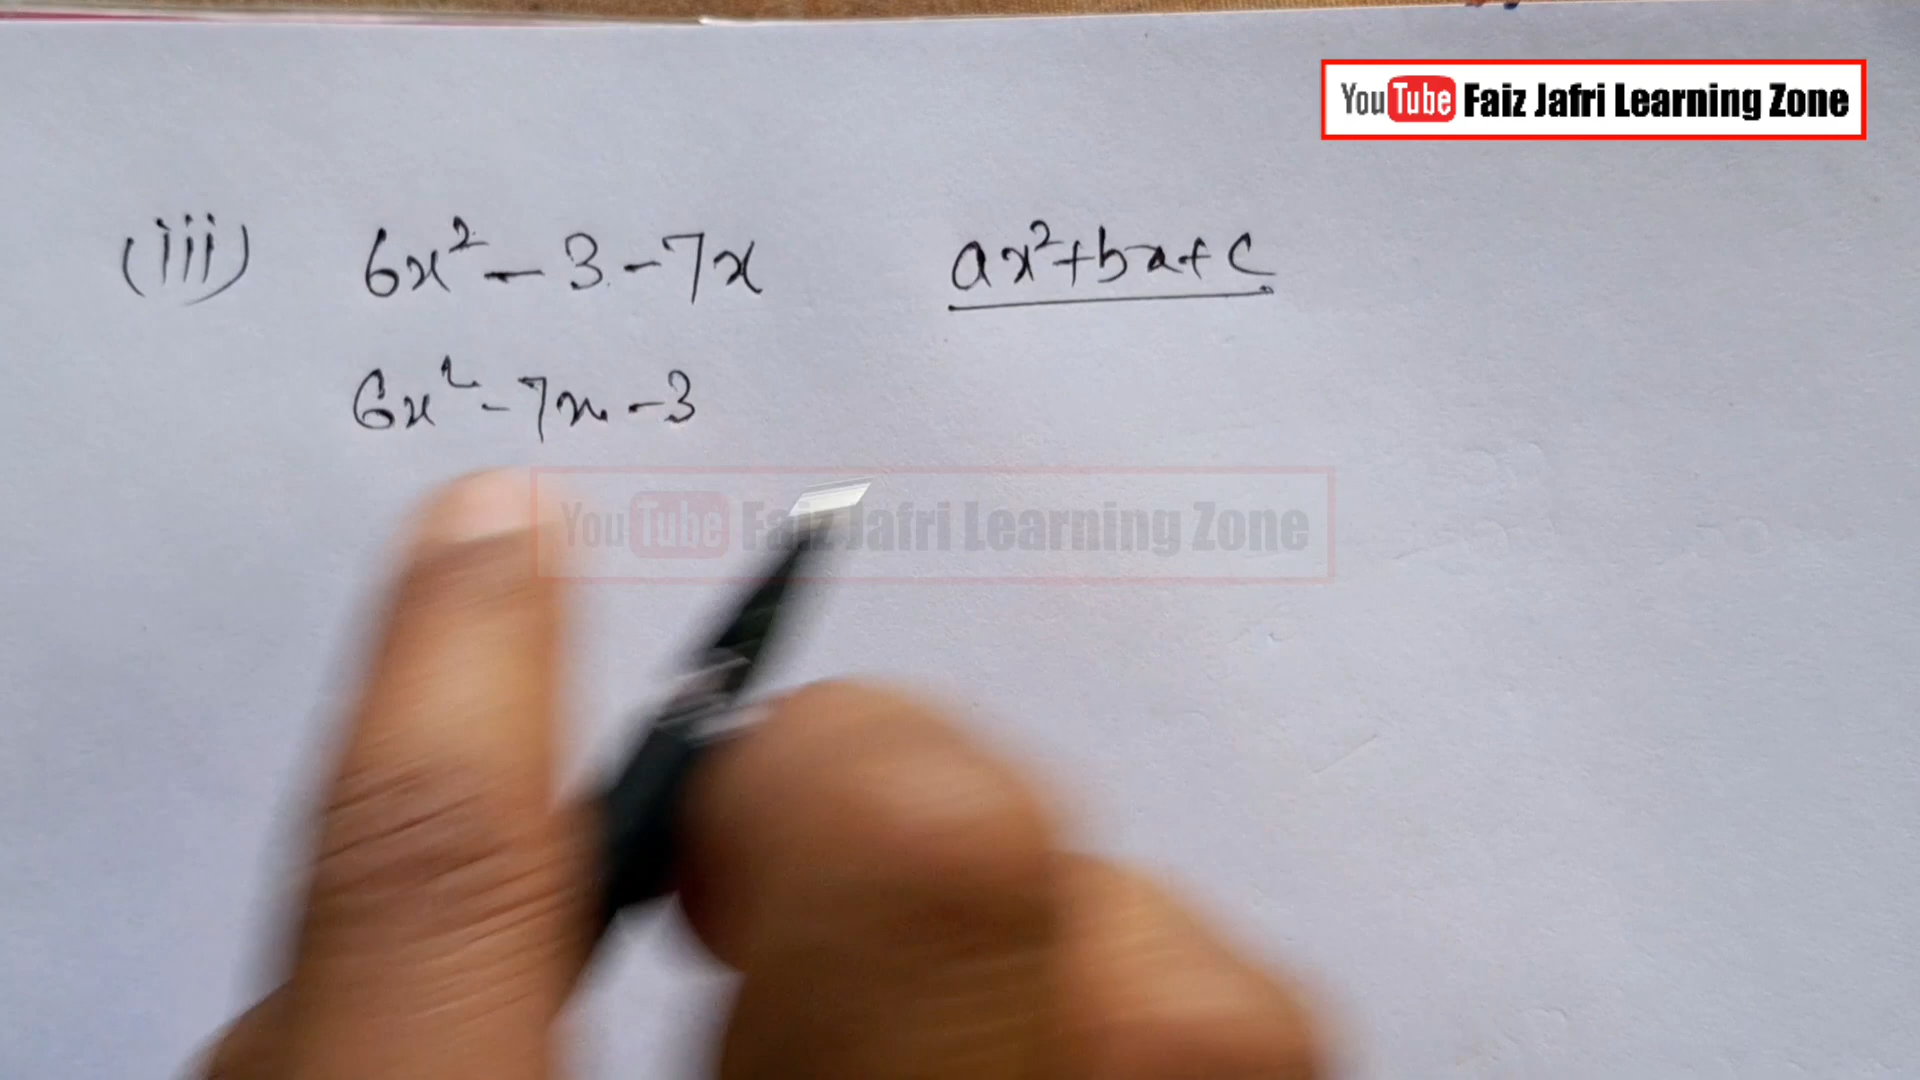 YouTube Faiz Jafri Learning Zone
(iii) 6x² - 3 - 7x ax²+bx+c
6x² - 7x - 3
YouTube Faiz Jafri Learning Zone